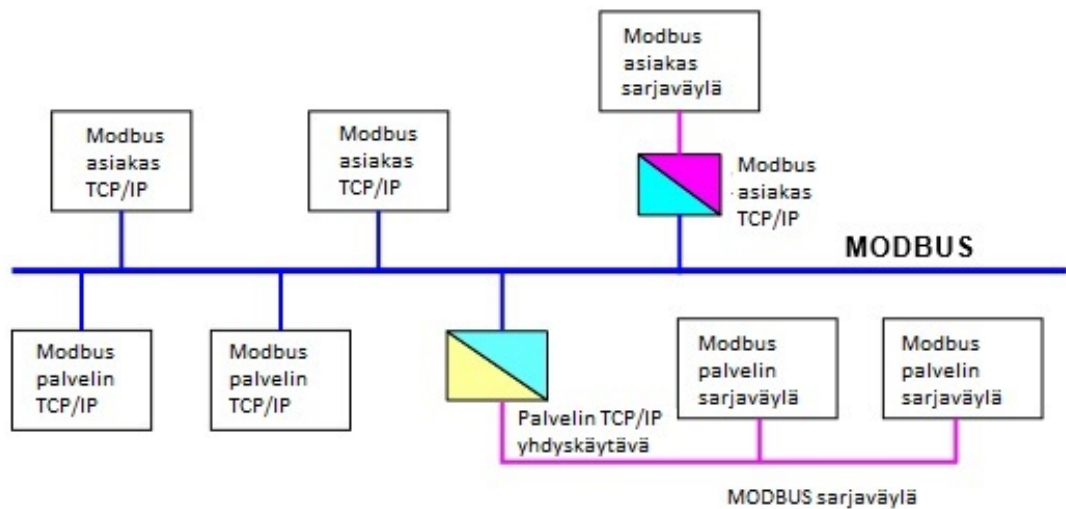 Modbus
asiakas
sarjaväylä
Modbus
asiakas
TCP/IP
Modbus
asiakas
TCP/IP
Modbus
asiakas
TCP/IP
MODBUS
Modbus
palvelin
TCP/IP
Modbus
palvelin
TCP/IP
Modbus
palvelin
sarjaväylä
Modbus
palvelin
sarjaväylä
Palvelin TCP/IP
yhdyskäytävä
MODBUS sarjaväylä